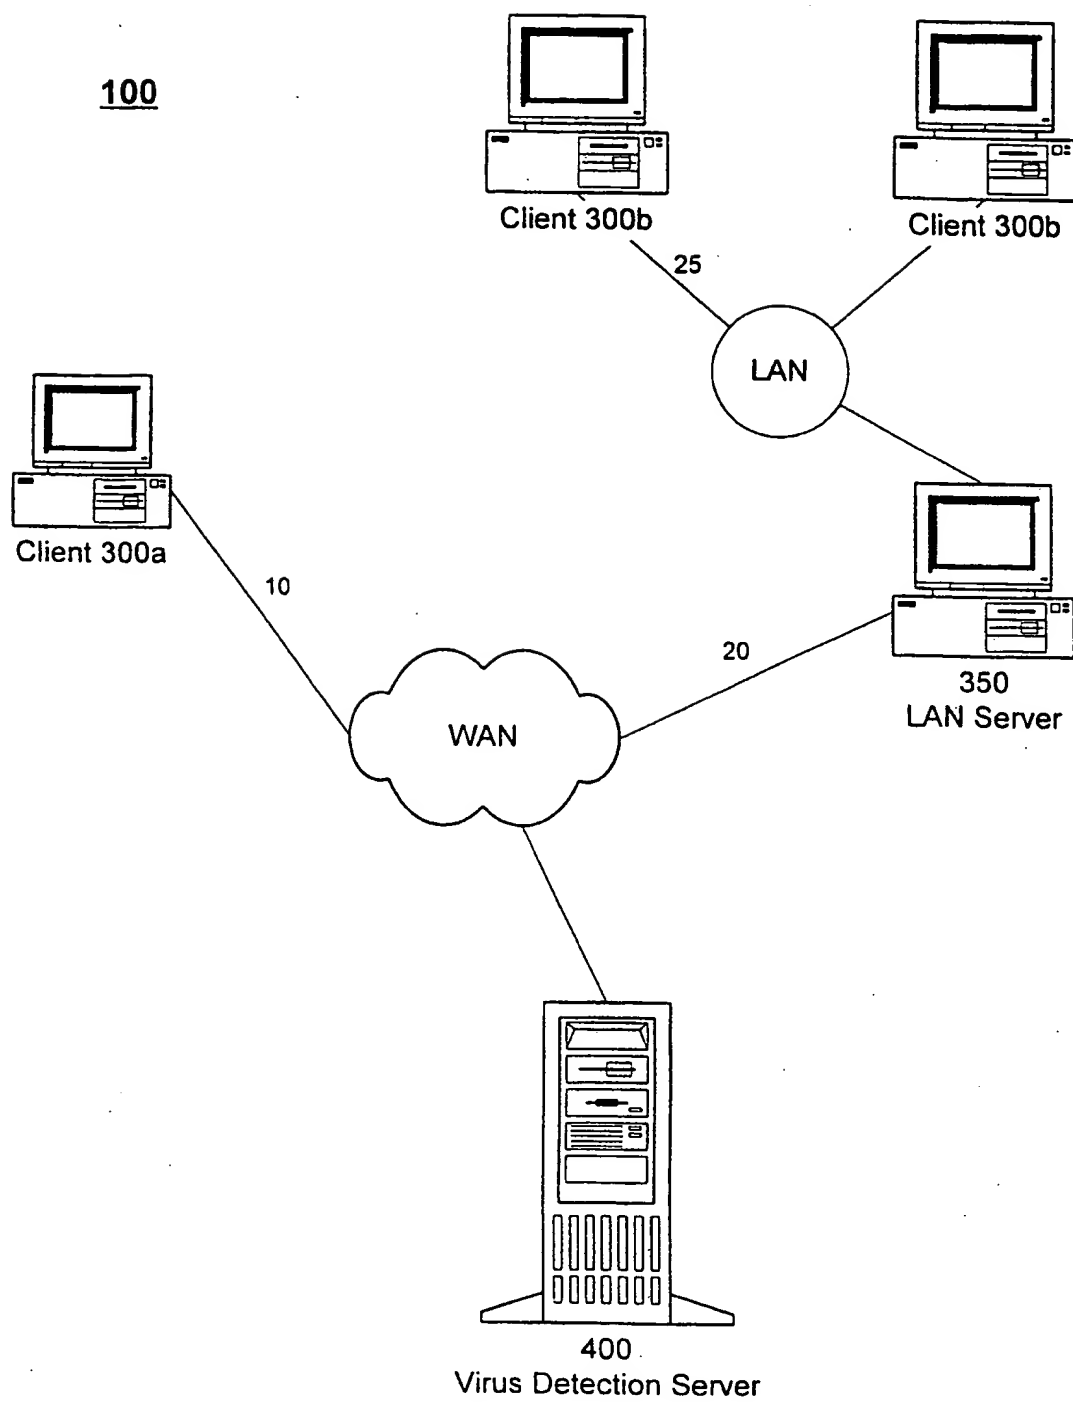 100
Client 300b
Client 300b
25
LAN
Client 300a
10
20
350
LAN Server
WAN
400
Virus Detection Server